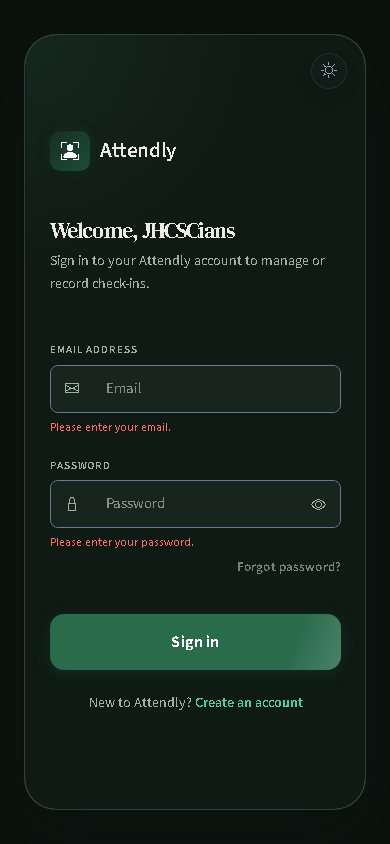 Attendly
Welcome, JHCSCians
Sign in to your Attendly account to manage or
record check-ins.
EMAIL ADDRESS
Email
Please enter your email.
PASSWORD
Password
Please enter your password.
Forgot password?
Sign in
New to Attendly? Create an account